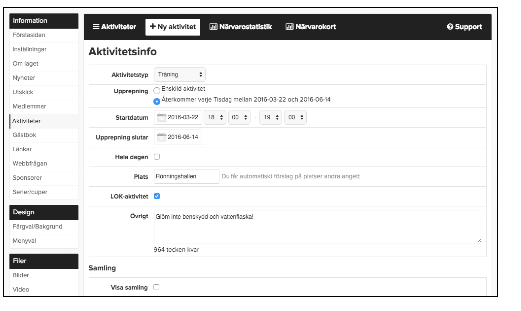 Information
Förstasidan
Inställningar
Om laget
Nyheter
Utskick
Medlemmar
Aktiviteter
Gästbok
Länkar
Webbfrågan
Sponsorer
Serier/cuper
Design
Färgval/Bakgrund
Menyval
Filer
Bilder
Video
Aktiviteter + Ny aktivitet Närvarostatistik Närvarokort Support
Aktivitetsinfo
Aktivitetstyp Träning
Upprepning Enskild aktivitet
Återkommer varje Tisdag mellan 2016-03-22 och 2016-06-14
Startdatum 2016-03-22 18 00 - 19 00
Upprepning slutar 2016-06-14
Hela dagen
Plats Rönningshallen Du får automatiskt förslag på platser andra angett
LOK-aktivitet
Övrigt Glöm inte benskydd och vattenflaska!
964 tecken kvar
Samling
Visa samling